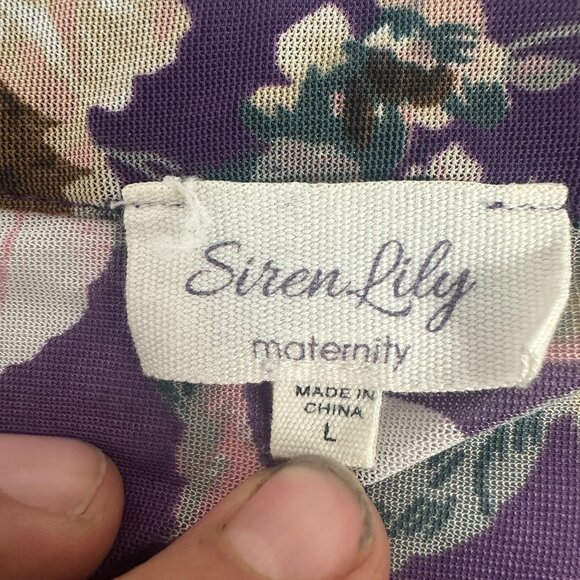 Siren Lily
maternity
MADE IN
CHINA
L